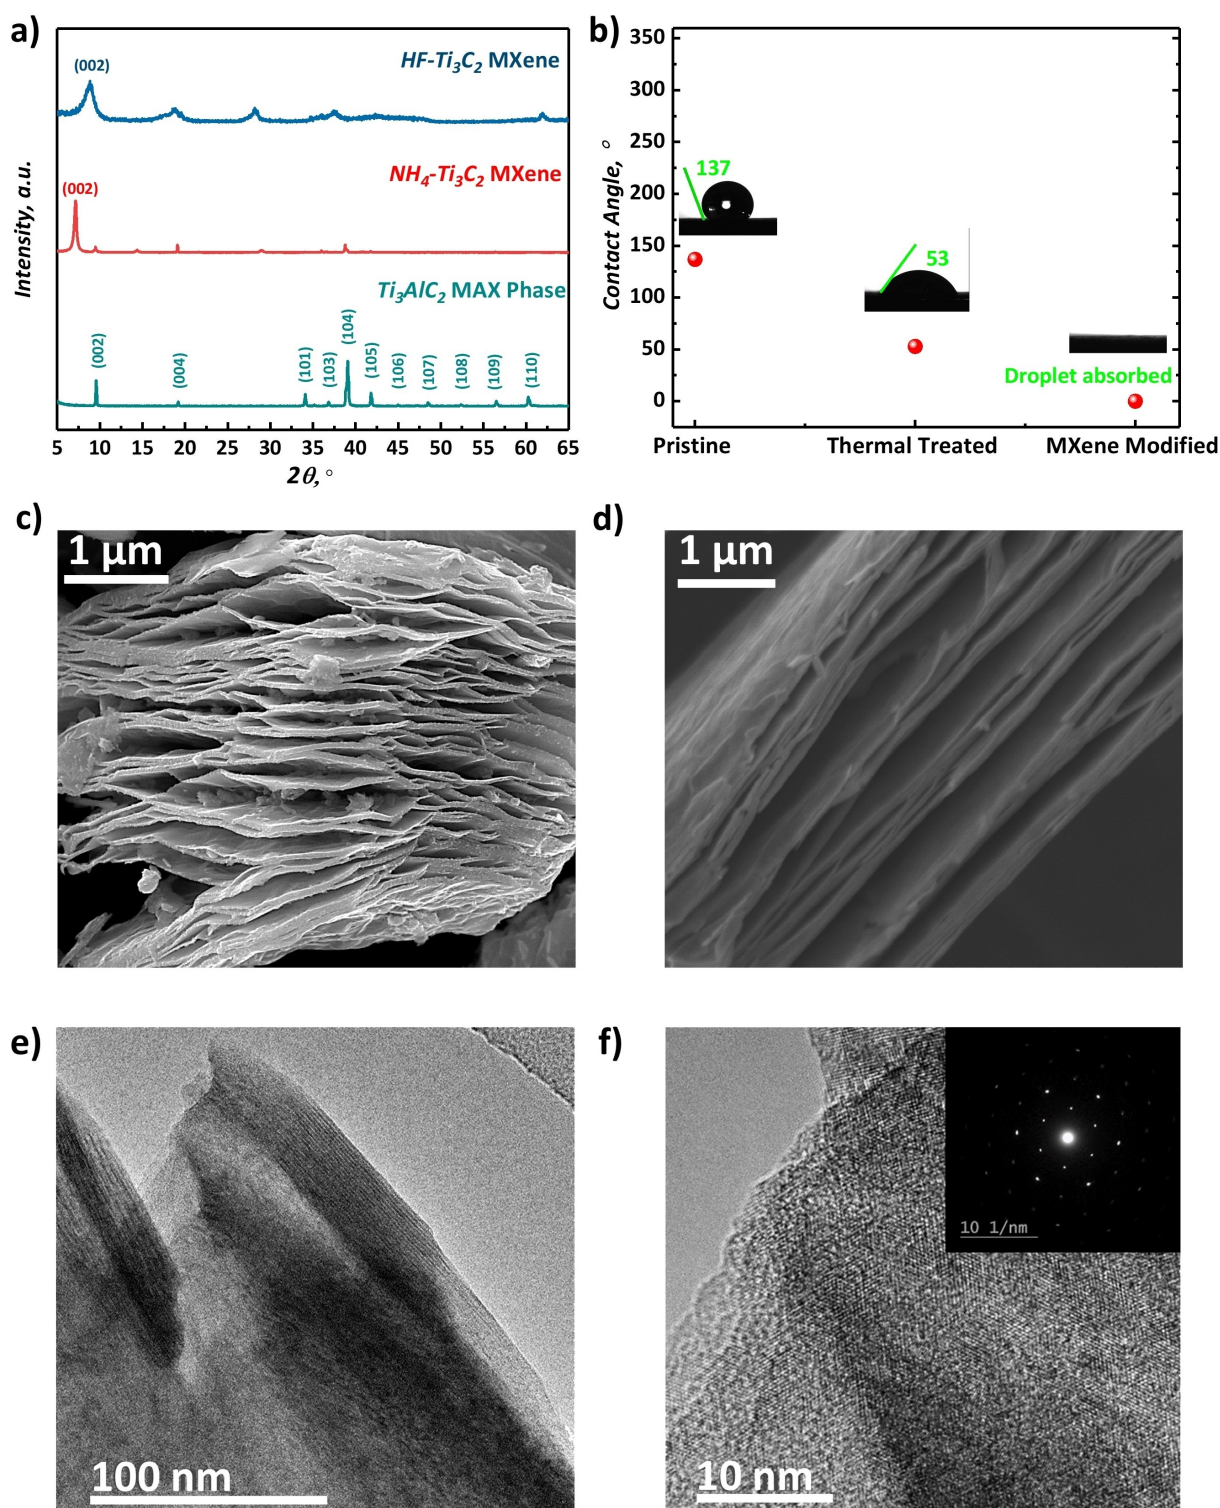 a)
HF-Ti₃C₂ MXene
(002)
NH₄-Ti₃C₂ MXene
(002)
Ti₃AlC₂ MAX Phase
(002)
(004)
(101)
(103)
(104)
(105)
(106)
(107)
(108)
(109)
(110)
Intensity, a.u.
5 10 15 20 25 30 35 40 45 50 55 60 65
2θ, °
b)
350
300
250
200
150
100
50
0
Contact Angle, °
137
53
Droplet absorbed
Pristine Thermal Treated MXene Modified
c)
1 μm
d)
1 μm
e)
100 nm
f)
10 1/nm
10 nm